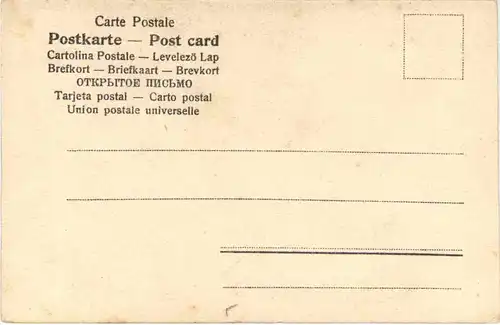 Carte Postale
Postkarte — Post card
Cartolina Postale — Levelező Lap
Brefkort — Briefkaart — Brevkort
ОТКРЫТОЕ ПИСЬМО
Tarjeta postal — Carto postal
Union postale universelle